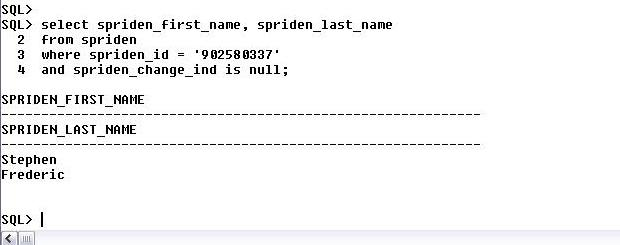 SQL>
SQL> select spriden_first_name, spriden_last_name
2 from spriden
3 where spriden_id = '902580337'
4 and spriden_change_ind is null;
SPRIDEN_FIRST_NAME
--------------------------------------------------------------
SPRIDEN_LAST_NAME
--------------------------------------------------------------
Stephen
Frederic
SQL>